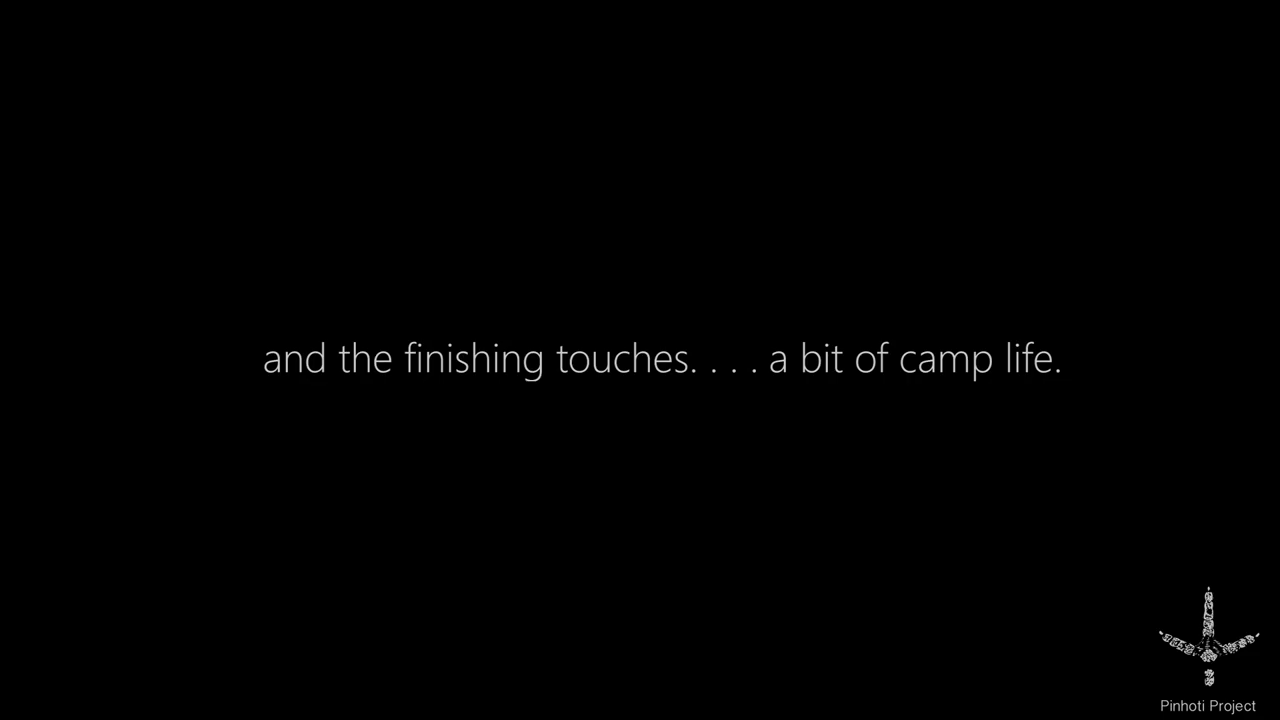 and the finishing touches. . . . a bit of camp life.
Pinhoti Project